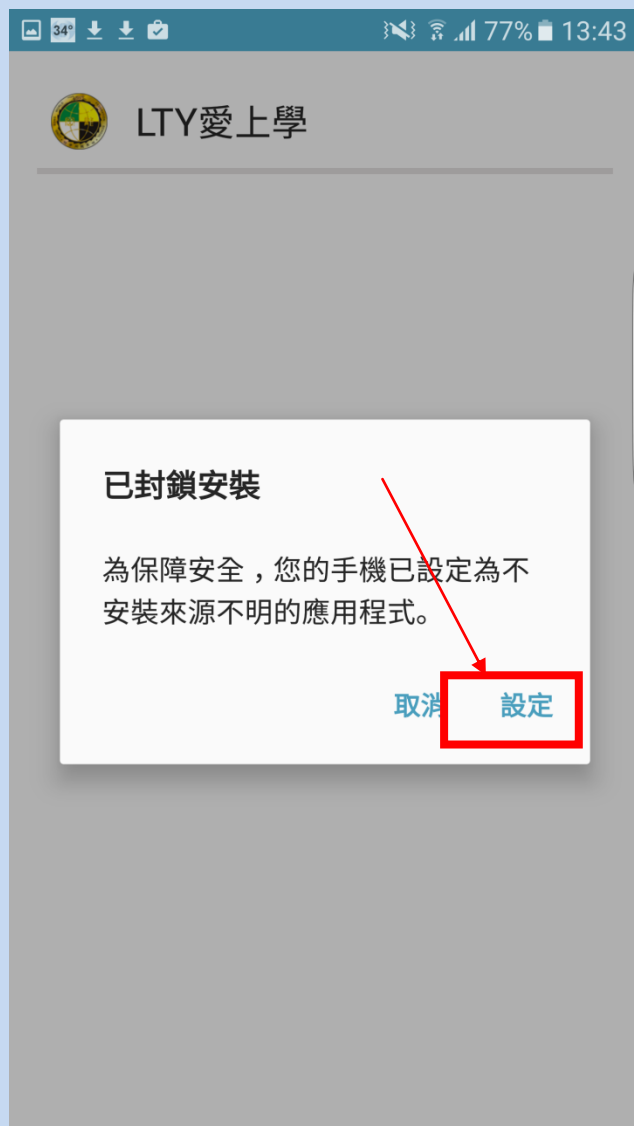 34° 77% 13:43
LTY愛上學
已封鎖安裝
為保障安全，您的手機已設定為不
安裝來源不明的應用程式。
取消 設定